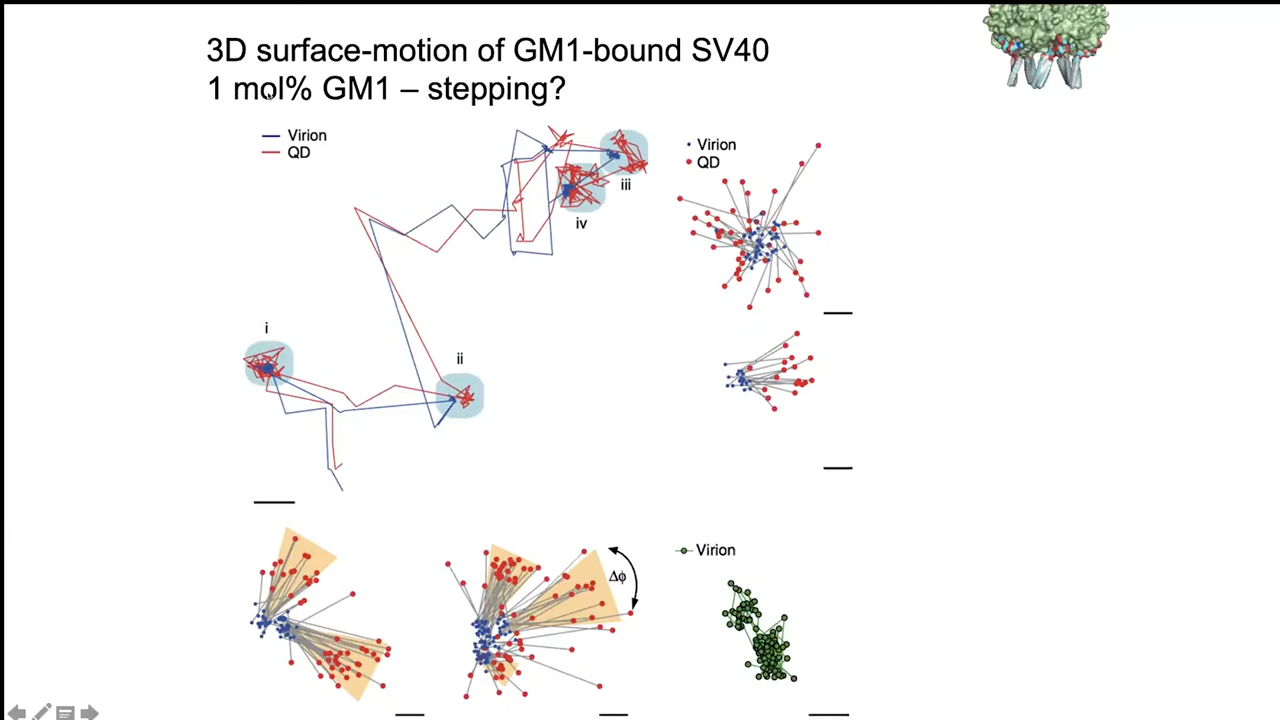 3D surface-motion of GM1-bound SV40
1 mol% GM1 – stepping?
Virion
QD
iii
iv
i
ii
Virion
QD
Δϕ
Virion